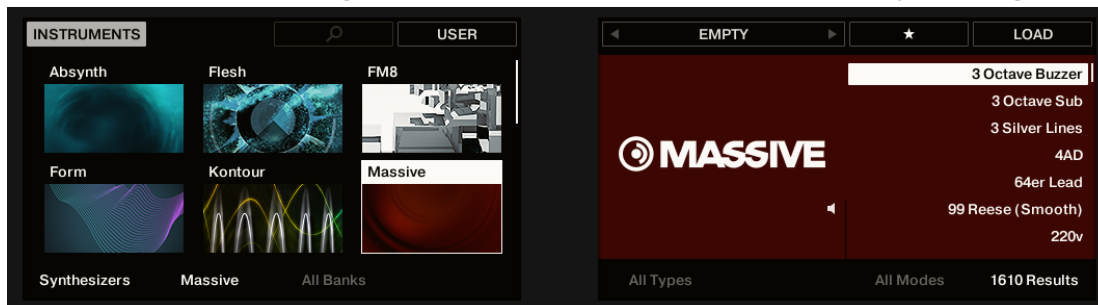 INSTRUMENTS USER
Absynth Flesh FM8
Form Kontour Massive
Synthesizers Massive All Banks
EMPTY ★ LOAD
3 Octave Buzzer
3 Octave Sub
3 Silver Lines
MASSIVE
4AD
64er Lead
99 Reese (Smooth)
220v
All Types All Modes 1610 Results